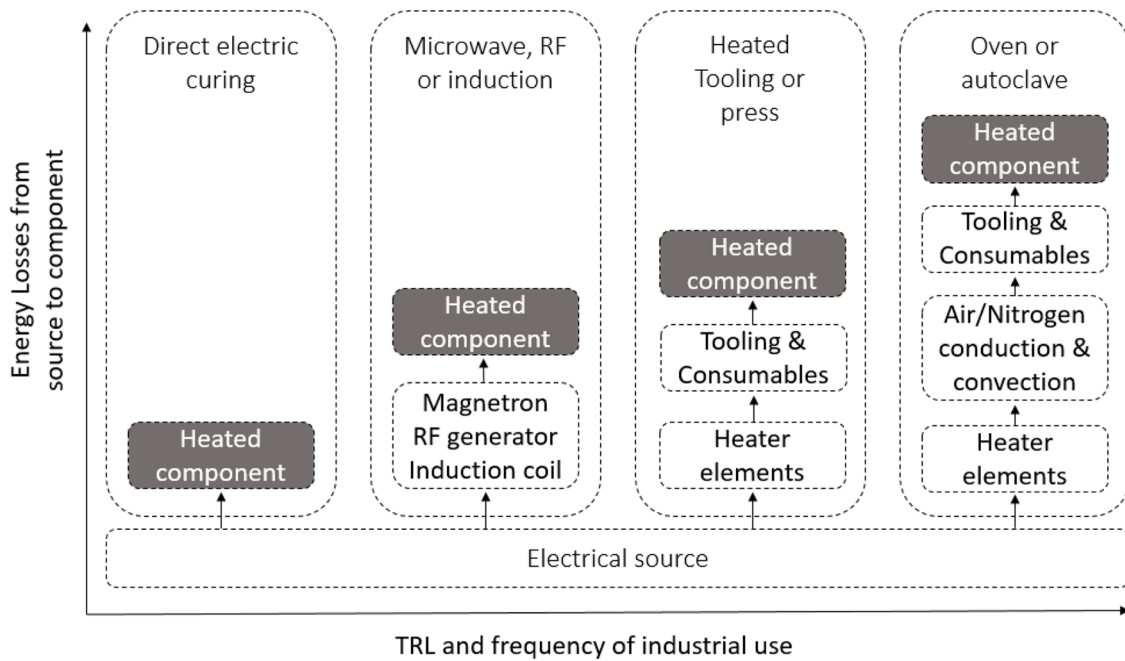 Direct electric
curing
Microwave, RF
or induction
Heated
Tooling or
press
Oven or
autoclave
Heated
component
Tooling &
Consumables
Air/Nitrogen
conduction &
convection
Heater
elements
Heated
component
Tooling &
Consumables
Heater
elements
Heated
component
Magnetron
RF generator
Induction coil
Heated
component
Electrical source
Energy Losses from
source to component
TRL and frequency of industrial use